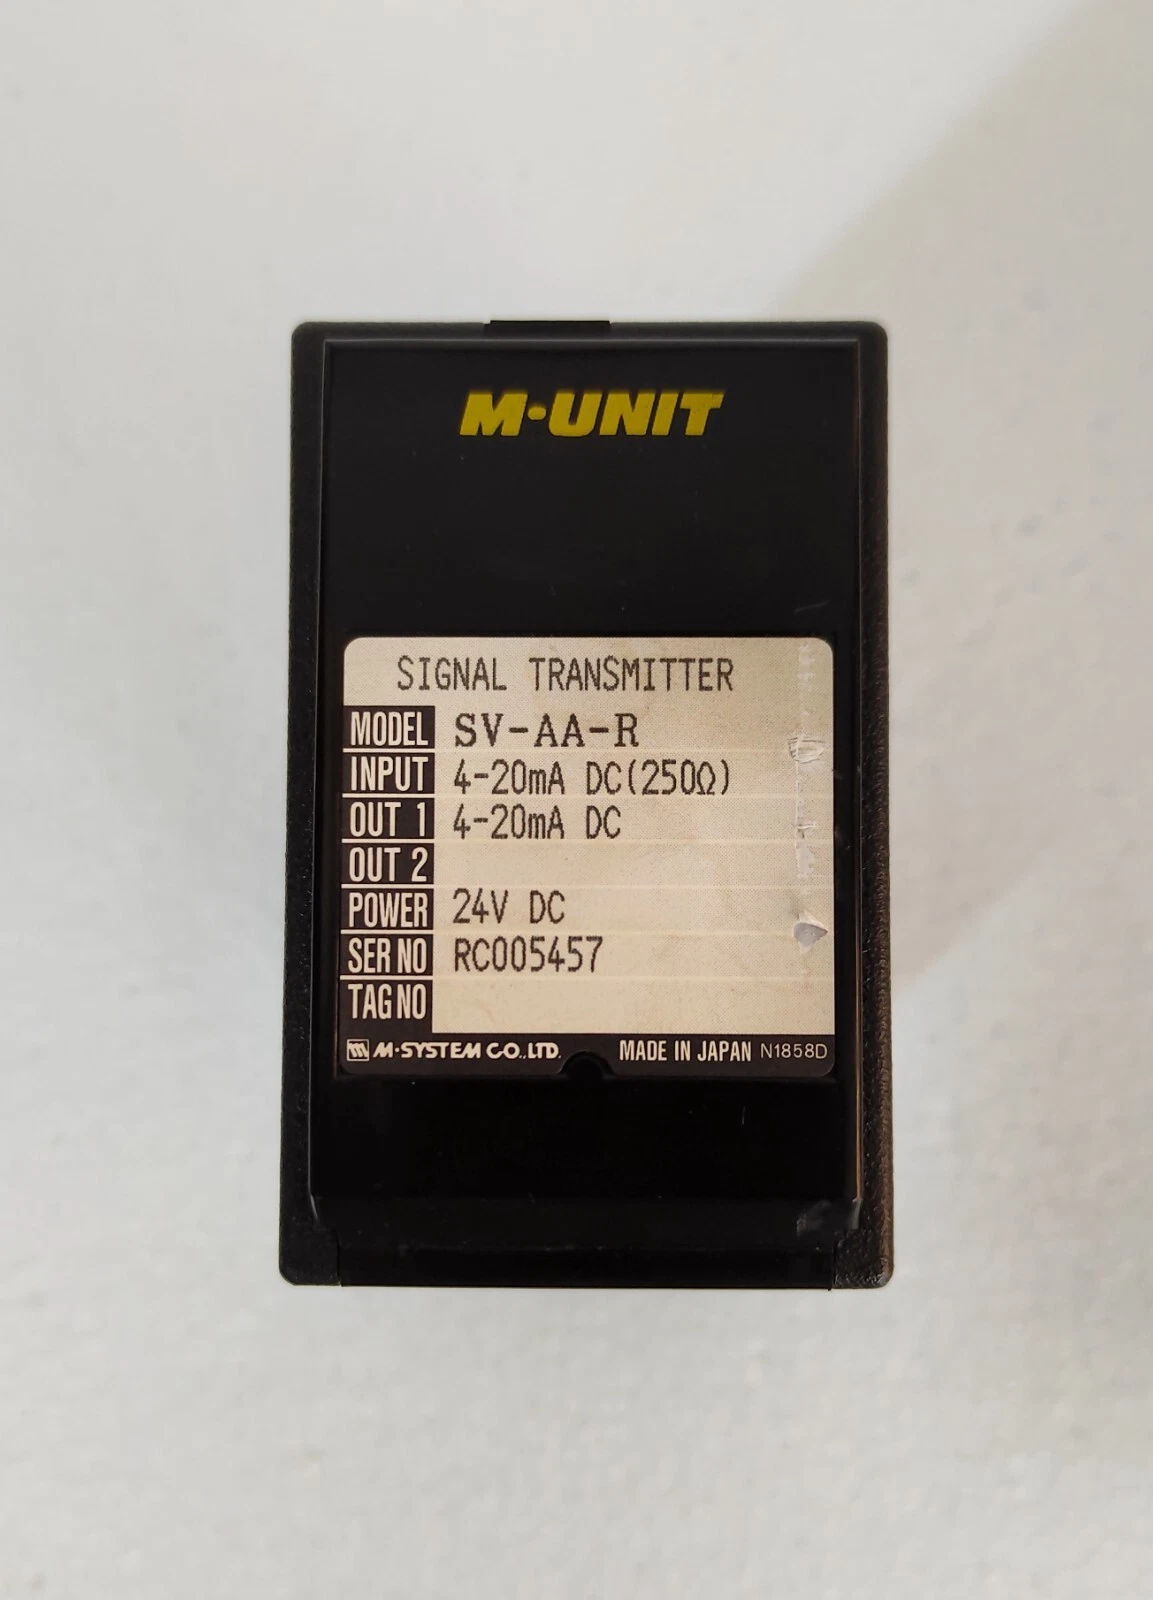 M·UNIT
SIGNAL TRANSMITTER
MODEL SV-AA-R
INPUT 4-20mA DC(250Ω)
OUT 1 4-20mA DC
OUT 2
POWER 24V DC
SER NO RC005457
TAG NO
M·SYSTEM CO.,LTD. MADE IN JAPAN N1858D